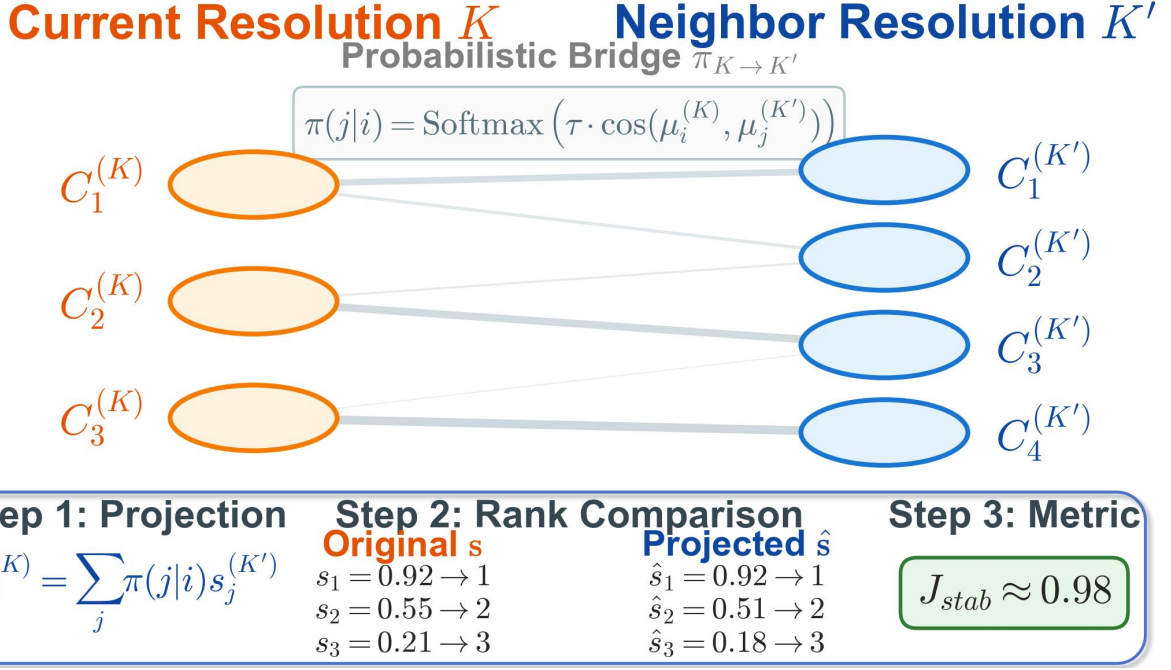 Current Resolution K
Neighbor Resolution K′
Probabilistic Bridge π_{K→K′}
π(j|i) = Softmax (τ · cos(μ_i^{(K)}, μ_j^{(K′)}))
C_1^{(K)}
C_2^{(K)}
C_3^{(K)}
C_1^{(K′)}
C_2^{(K′)}
C_3^{(K′)}
C_4^{(K′)}
ep 1: Projection
K) = ∑_j π(j|i)s_j^{(K′)}
Step 2: Rank Comparison
Original s
s_1 = 0.92 → 1
s_2 = 0.55 → 2
s_3 = 0.21 → 3
Projected ŝ
ŝ_1 = 0.92 → 1
ŝ_2 = 0.51 → 2
ŝ_3 = 0.18 → 3
Step 3: Metric
J_{stab} ≈ 0.98